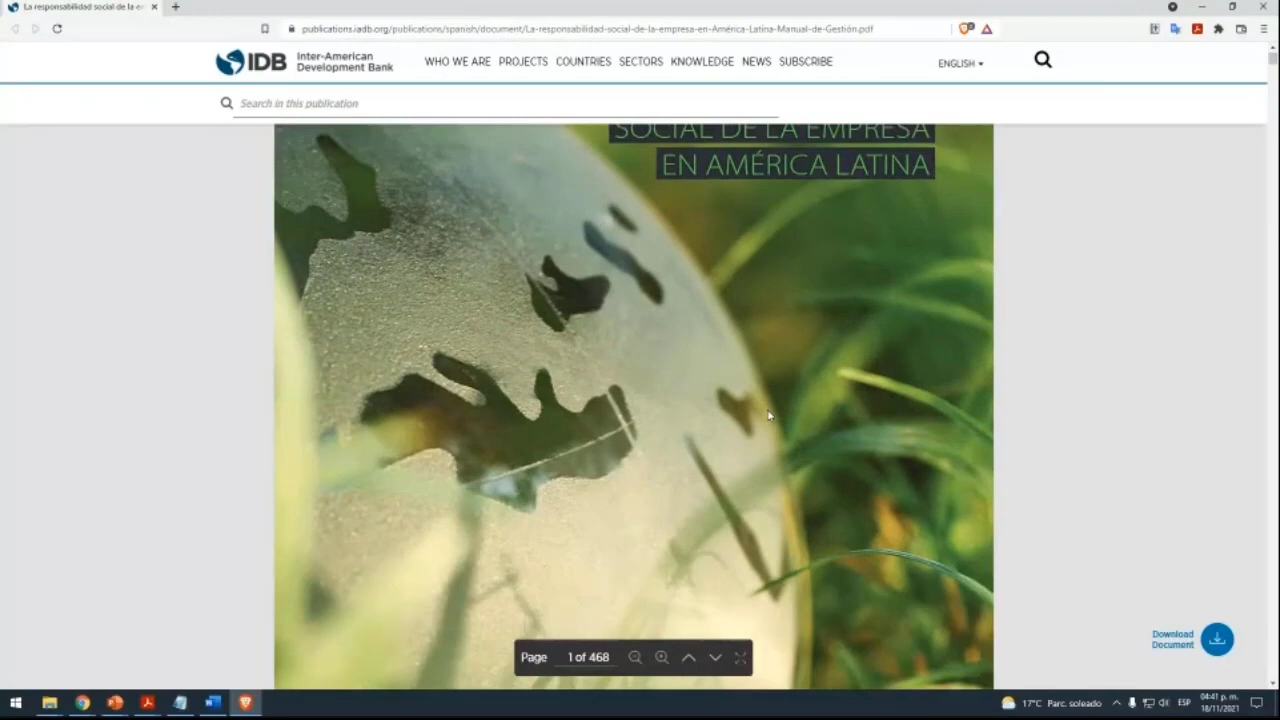 La responsabilidad social de la e
publications.iadb.org/publications/spanish/document/La-responsabilidad-social-de-la-empresa-en-América-Latina-Manual-de-Gestión.pdf
IDB
Inter-American
Development Bank
WHO WE ARE PROJECTS COUNTRIES SECTORS KNOWLEDGE NEWS SUBSCRIBE
ENGLISH
Search in this publication
SOCIAL DE LA EMPRESA
EN AMÉRICA LATINA
Page 1 of 468
Download
Document
17°C Parc. soleado
ESP
04:41 p. m.
18/11/2021